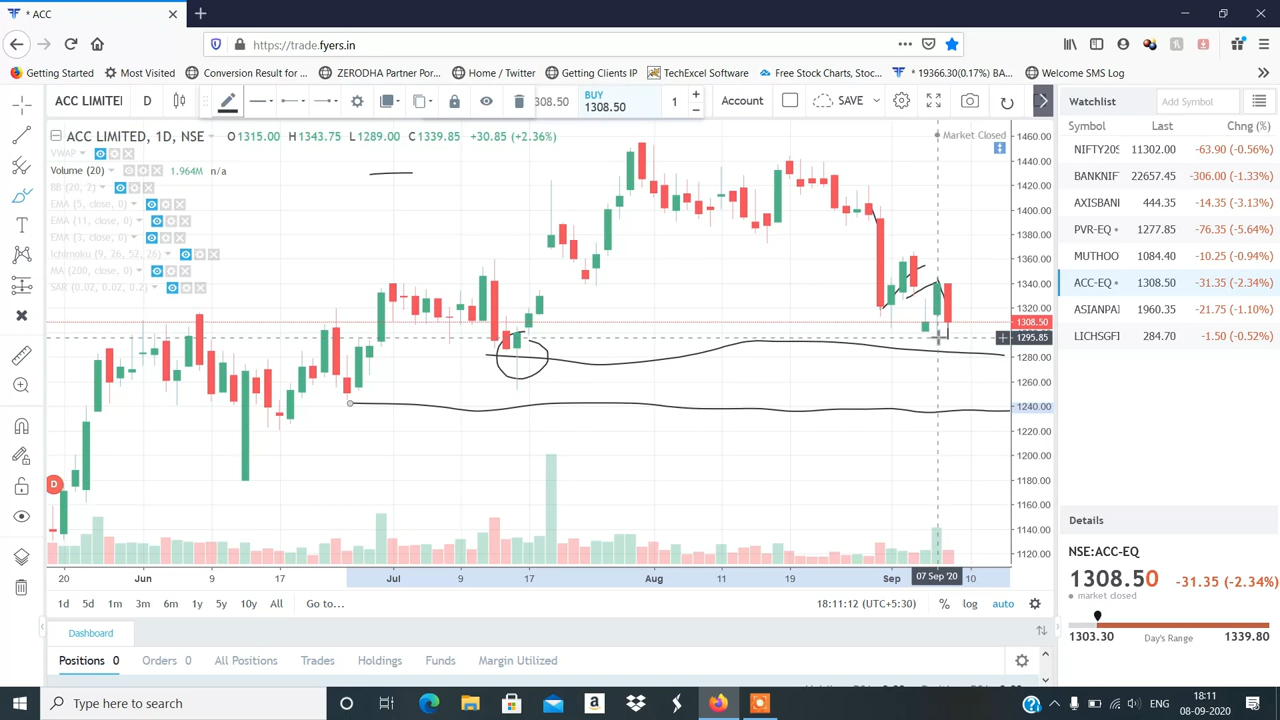 * ACC
https://trade.fyers.in
Getting Started Most Visited Conversion Result for ... ZERODHA Partner Por... Home / Twitter Getting Clients IP TechExcel Software Free Stock Charts, Stoc... * 19366.30(0.17%) BA... Welcome SMS Log
ACC LIMITE D 308.50 BUY 1308.50 1 Account SAVE
ACC LIMITED, 1D, NSE O 1315.00 H 1343.75 L 1289.00 C 1339.85 +30.85 (+2.36%)
Market Closed
VWAP
Volume (20) 1.964M n/a
BB (20, 2)
EMA (5, close, 0)
EMA (11, close, 0)
EMA (3, close, 0)
Ichimoku (9, 26, 52, 26)
MA (200, close, 0)
SAR (0.02, 0.02, 0.2)
1460.00
1440.00
1420.00
1400.00
1380.00
1360.00
1340.00
1320.00
1308.50
1295.85
1280.00
1260.00
1240.00
1220.00
1200.00
1180.00
1160.00
1140.00
1120.00
D
20 Jun 9 17 Jul 9 17 Aug 11 19 Sep 07 Sep '20 10
1d 5d 1m 3m 6m 1y 5y 10y All Go to... 18:11:12 (UTC+5:30) % log auto
Dashboard
Positions 0 Orders 0 All Positions Trades Holdings Funds Margin Utilized
Watchlist Add Symbol
Symbol Last Chng (%)
NIFTY20S 11302.00 -63.90 (-0.56%)
BANKNIF 22657.45 -306.00 (-1.33%)
AXISBANI 444.35 -14.35 (-3.13%)
PVR-EQ 1277.85 -76.35 (-5.64%)
MUTHOO 1084.40 -10.25 (-0.94%)
ACC-EQ 1308.50 -31.35 (-2.34%)
ASIANPAI 1960.35 -21.75 (-1.10%)
LICHSGFI 284.70 -1.50 (-0.52%)
Details
NSE:ACC-EQ
1308.50 -31.35 (-2.34%)
market closed
1303.30 Day's Range 1339.80
Type here to search
ENG
18:11
08-09-2020